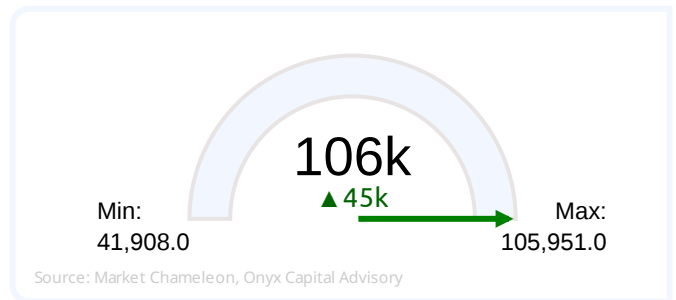 106k
▲45k
Min:
41,908.0
Max:
105,951.0
Source: Market Chameleon, Onyx Capital Advisory